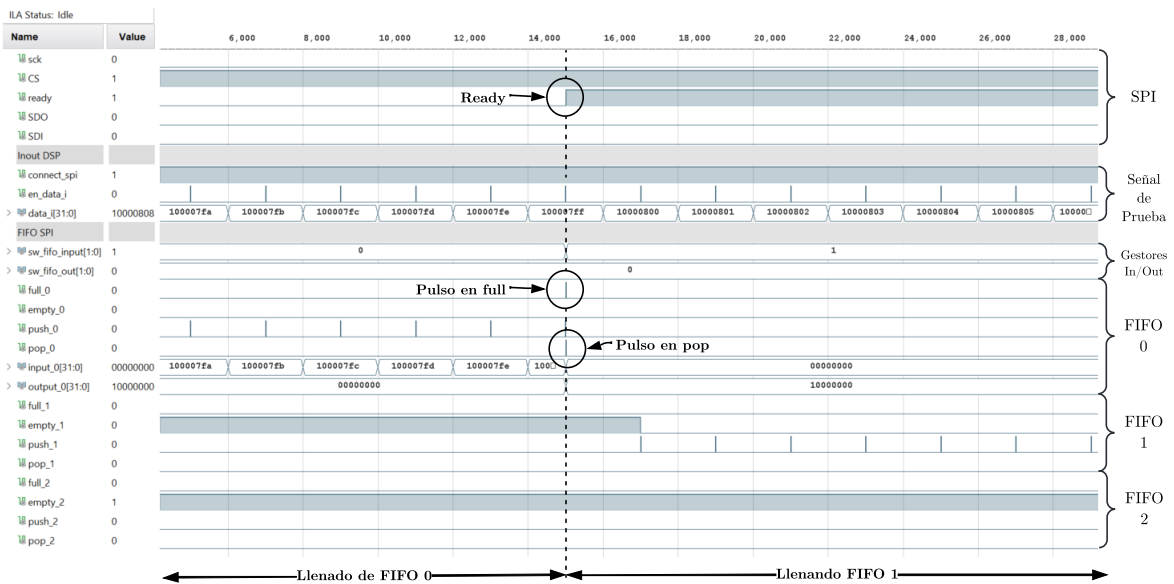 ILA Status: Idle
Name Value
6,000 8,000 10,000 12,000 14,000 16,000 18,000 20,000 22,000 24,000 26,000 28,000
sck 0
CS 1
ready 1
Ready
SPI
SDO 0
SDI 0
Inout DSP
connect_spi 1
en_data_i 0
data_i[31:0] 10000808 100007fa 100007fb 100007fc 100007fd 100007fe 100007ff 10000800 10000801 10000802 10000803 10000804 10000805 10000
Señal
de
Prueba
FIFO SPI
sw_fifo_input[1:0] 1 0 1
sw_fifo_out[1:0] 0 0
Gestores
In/Out
full_0 0
Pulso en full
empty_0 0
push_0 0
pop_0 0
Pulso en pop
input_0[31:0] 00000000 100007fa 100007fb 100007fc 100007fd 100007fe 100 00000000
output_0[31:0] 10000000 00000000 10000000
FIFO
0
full_1 0
empty_1 0
push_1 0
pop_1 0
FIFO
1
full_2 0
empty_2 1
push_2 0
pop_2 0
FIFO
2
Llenado de FIFO 0 Llenando FIFO 1